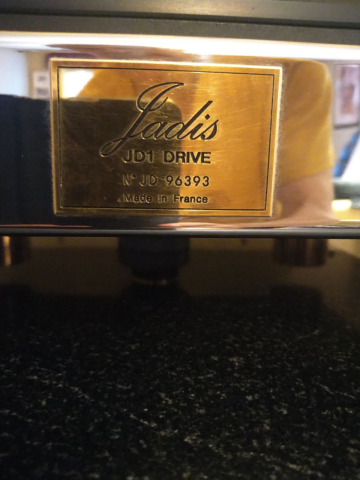 Jadis
JD1 DRIVE
N° JD 96393
Made in France